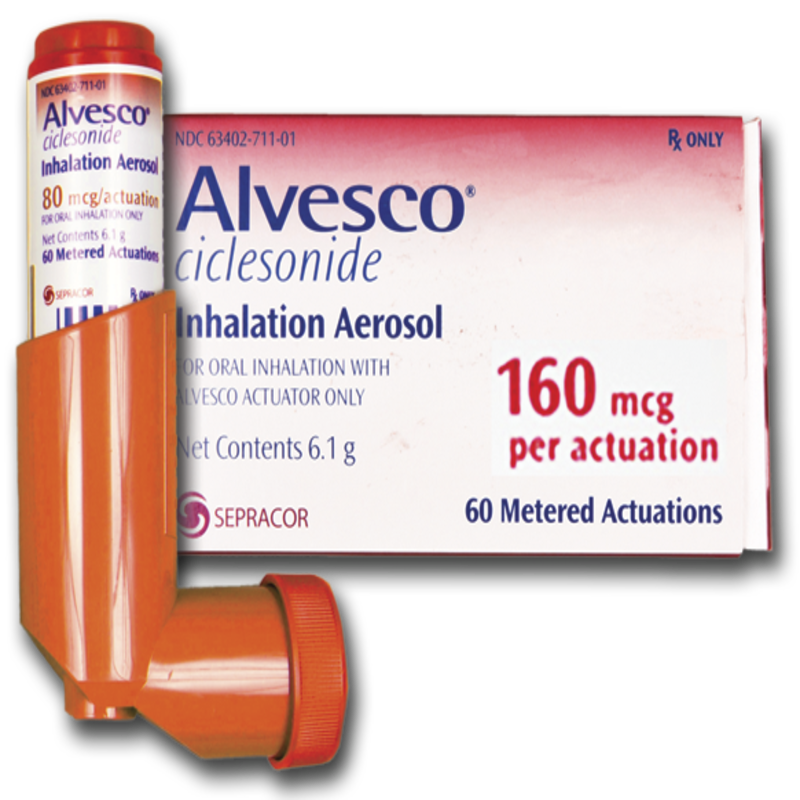 NDC 63402-711-01
Alvesco®
ciclesonide
Inhalation Aerosol
80 mcg/actuation
FOR ORAL INHALATION ONLY
Net Contents 6.1 g
60 Metered Actuations
SEPRACOR
Rx ONLY
NDC 63402-711-01
Rx ONLY
Alvesco®
ciclesonide
Inhalation Aerosol
FOR ORAL INHALATION WITH
ALVESCO ACTUATOR ONLY
Net Contents 6.1 g
160 mcg
per actuation
SEPRACOR
60 Metered Actuations